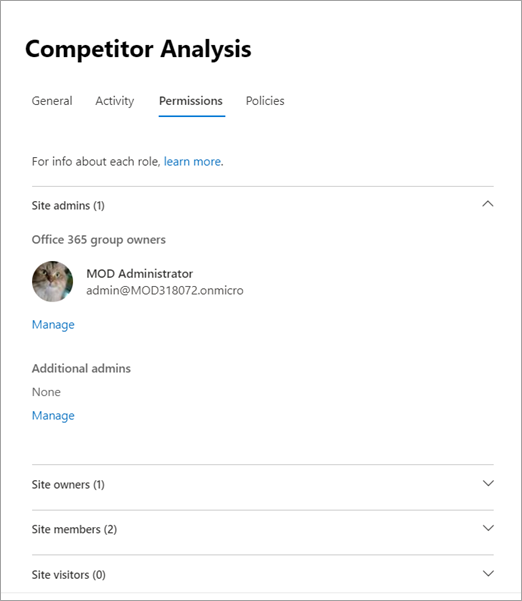 Competitor Analysis
General Activity Permissions Policies
For info about each role, learn more.
Site admins (1)
Office 365 group owners
MOD Administrator
admin@MOD318072.onmicro
Manage
Additional admins
None
Manage
Site owners (1)
Site members (2)
Site visitors (0)